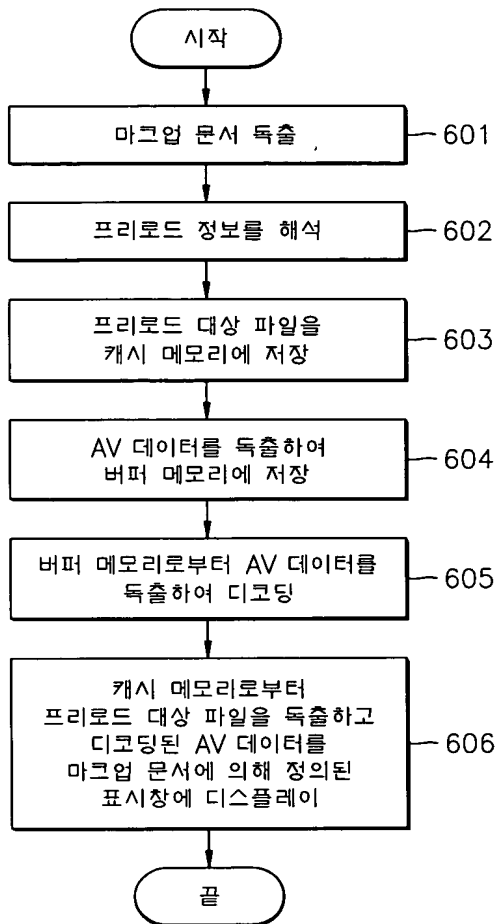 시작
마크업 문서 독출
601
프리로드 정보를 해석
602
프리로드 대상 파일을
캐시 메모리에 저장
603
AV 데이터를 독출하여
버퍼 메모리에 저장
604
버퍼 메모리로부터 AV 데이터를
독출하여 디코딩
605
캐시 메모리로부터
프리로드 대상 파일을 독출하고
디코딩된 AV 데이터를
마크업 문서에 의해 정의된
표시창에 디스플레이
606
끝